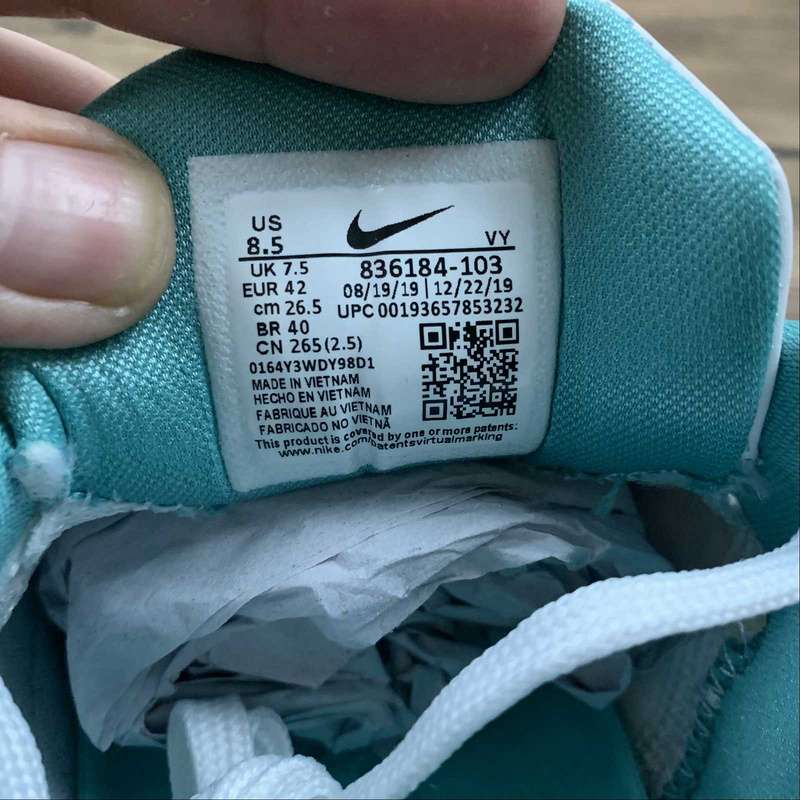 US
8.5
VY
UK 7.5
836184-103
EUR 42
08/19/19 | 12/22/19
cm 26.5
UPC 00193657853232
BR 40
CN 265(2.5)
0164Y3WDY98D1
MADE IN VIETNAM
HECHO EN VIETNAM
FABRIQUE AU VIETNAM
FABRICADO NO VIETNÃ
This product is covered by one or more patents:
www.nike.com/patentsvirtualmarking